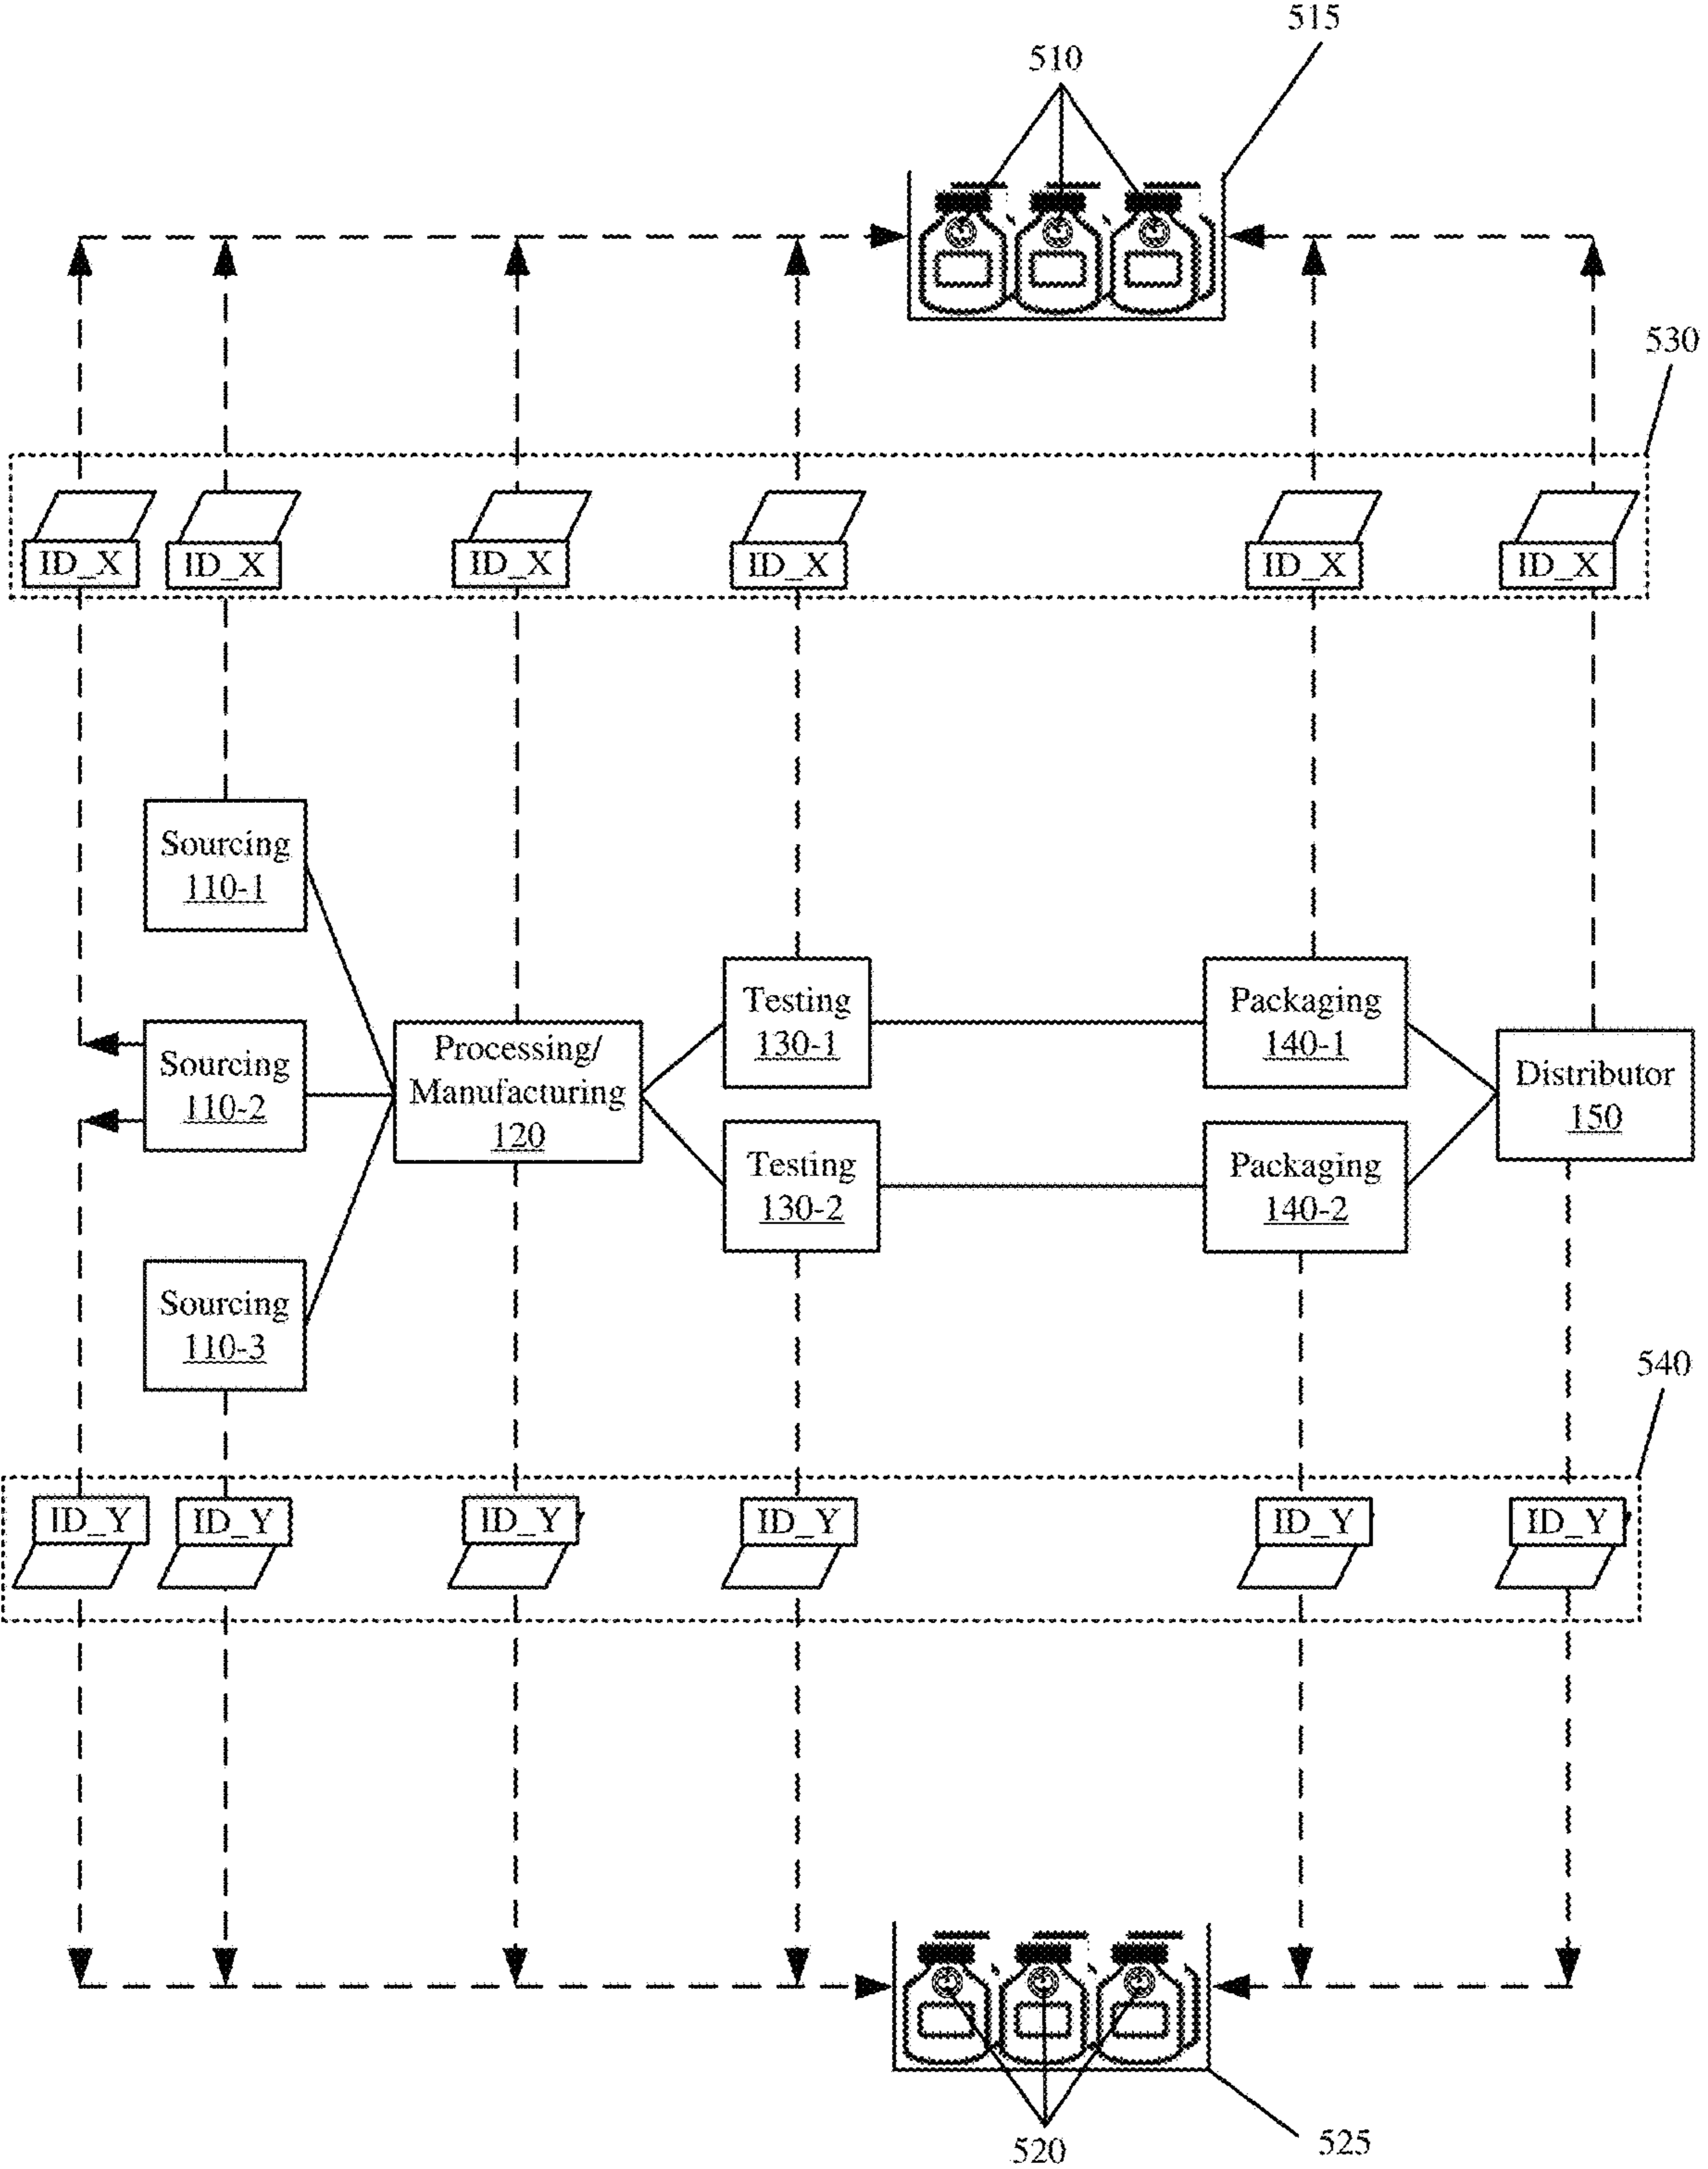 515
510
530
ID_X
ID_X
ID_X
ID_X
ID_X
ID_X
Sourcing
110-1
Sourcing
110-2
Sourcing
110-3
Processing/
Manufacturing
120
Testing
130-1
Testing
130-2
Packaging
140-1
Packaging
140-2
Distributor
150
540
ID_Y
ID_Y
ID_Y
ID_Y
ID_Y
ID_Y
520
525